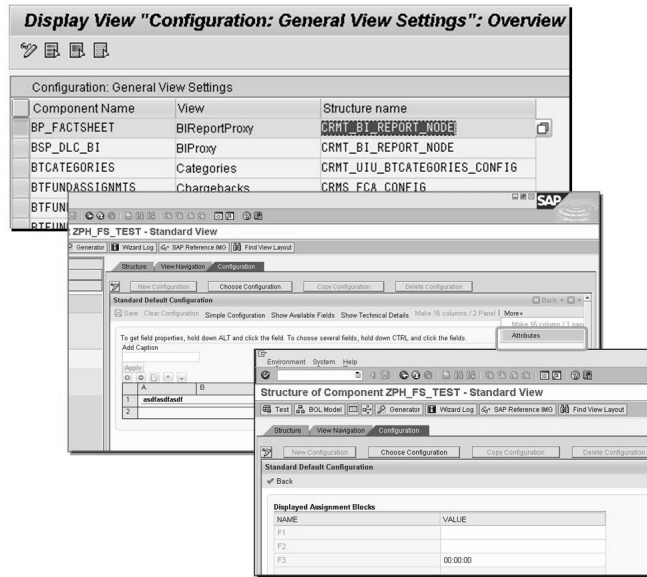 Display View "Configuration: General View Settings": Overview
Configuration: General View Settings
Component Name View Structure name
BP_FACTSHEET BIReportProxy CRMT_BI_REPORT_NODE
BSP_DLC_BI BIProxy CRMT_BI_REPORT_NODE
BTCATEGORIES Categories CRMT_UIU_BTCATEGORIES_CONFIG
BTFUNDASSIGNMTS Chargebacks CRMS_FCA_CONFIG
SAP
ZPH_FS_TEST - Standard View
Generator Wizard Log SAP Reference IMG Find View Layout
Structure View Navigation Configuration
New Configuration Choose Configuration Copy Configuration Delete Configuration
Standard Default Configuration Back
Save Clear Configuration Simple Configuration Show Available Fields Show Technical Details Make 16 columns / 2 Panel More
Attributes
To get field properties, hold down ALT and click the field. To choose several fields, hold down CTRL and click the fields.
Add Caption
Apply
A B
1 asdfasdfasdf
2
Environment System Help
Structure of Component ZPH_FS_TEST - Standard View
Test BOL Model Generator Wizard Log SAP Reference IMG Find View Layout
Structure View Navigation Configuration
New Configuration Choose Configuration Copy Configuration Delete Configuration
Standard Default Configuration
Back
Displayed Assignment Blocks
NAME VALUE
F1
F2
F3 00:00:00